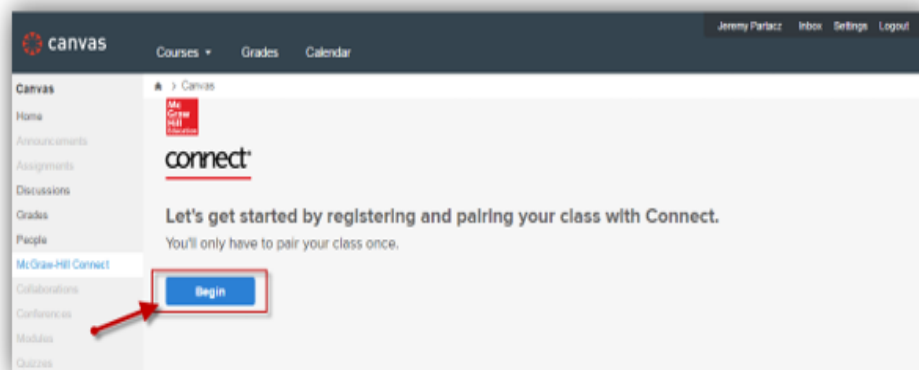 Jeremy Partacz Inbox Settings Logout
canvas
Courses Grades Calendar
Canvas
> Canvas
Home
Announcements
Assignments
Discussions
Grades
People
McGraw-Hill Connect
Collaborations
Conferences
Modules
Quizzes
Mc
Graw
Hill
Education
connect®
Let's get started by registering and pairing your class with Connect.
You'll only have to pair your class once.
Begin